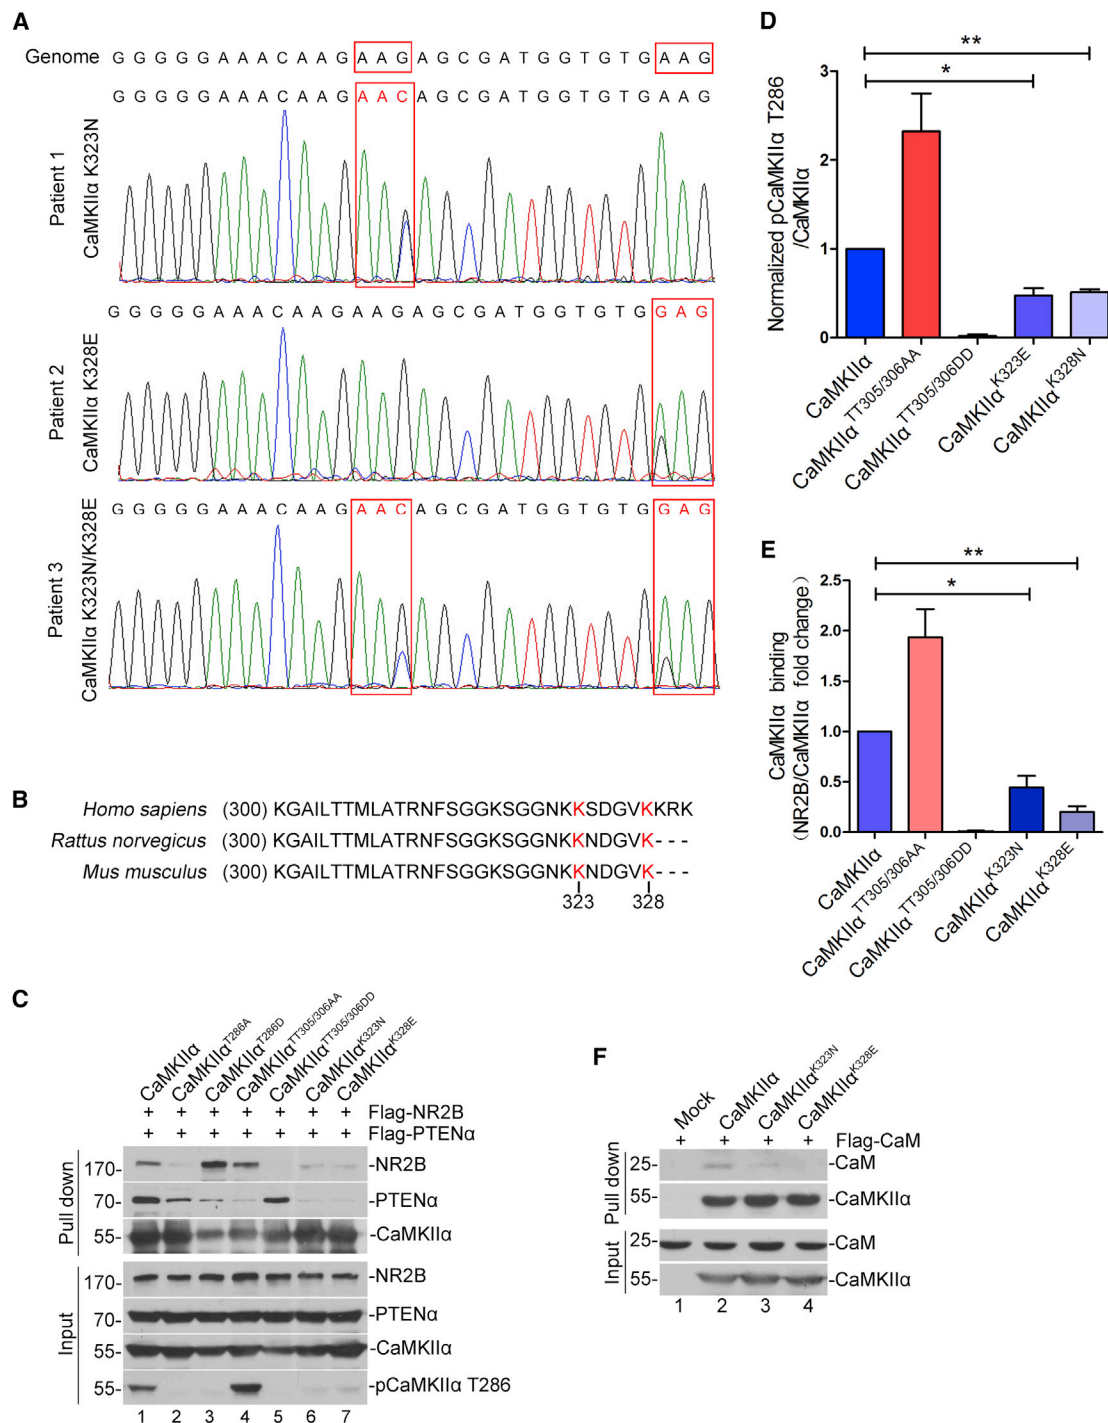 A
Genome G G G G G A A A C A A G A A G A G C G A T G G T G T G A A G
G G G G G A A A C A A G A A C A G C G A T G G T G T G A A G
Patient 1
CaMKIIα K323N
G G G G G A A A C A A G A A G A G C G A T G G T G T G G A G
Patient 2
CaMKIIα K328E
G G G G G A A A C A A G A A C A G C G A T G G T G T G G A G
Patient 3
CaMKIIα K323N/K328E
B
Homo sapiens (300) KGAILTTMLATRNFSGGKSGGNKKSDGVKKRK
Rattus norvegicus (300) KGAILTTMLATRNFSGGKSGGNKKNDGVK---
Mus musculus (300) KGAILTTMLATRNFSGGKSGGNKKNDGVK---
323 328
C
CaMKIIα
CaMKIIα T286A
CaMKIIα T286D
CaMKIIα TT305/306AA
CaMKIIα TT305/306DD
CaMKIIα K323N
CaMKIIα K328E
+ + + + + + + Flag-NR2B
+ + + + + + + Flag-PTENα
Pull down
170- -NR2B
70- -PTENα
55- -CaMKIIα
Input
170- -NR2B
70- -PTENα
55- -CaMKIIα
55- -pCaMKIIα T286
1 2 3 4 5 6 7
D
**
*
Normalized pCaMKIIα T286
/CaMKIIα
3
2
1
0
CaMKIIα
CaMKIIα TT305/306AA
CaMKIIα TT305/306DD
CaMKIIα K323E
CaMKIIα K328N
E
**
*
CaMKIIα binding
(NR2B/CaMKIIα fold change)
2.5
2.0
1.5
1.0
0.5
0.0
CaMKIIα
CaMKIIα TT305/306AA
CaMKIIα TT305/306DD
CaMKIIα K323N
CaMKIIα K328E
F
Mock
CaMKIIα
CaMKIIα K323N
CaMKIIα K328E
+ + + + Flag-CaM
Pull down
25- -CaM
55- -CaMKIIα
Input
25- -CaM
55- -CaMKIIα
1 2 3 4